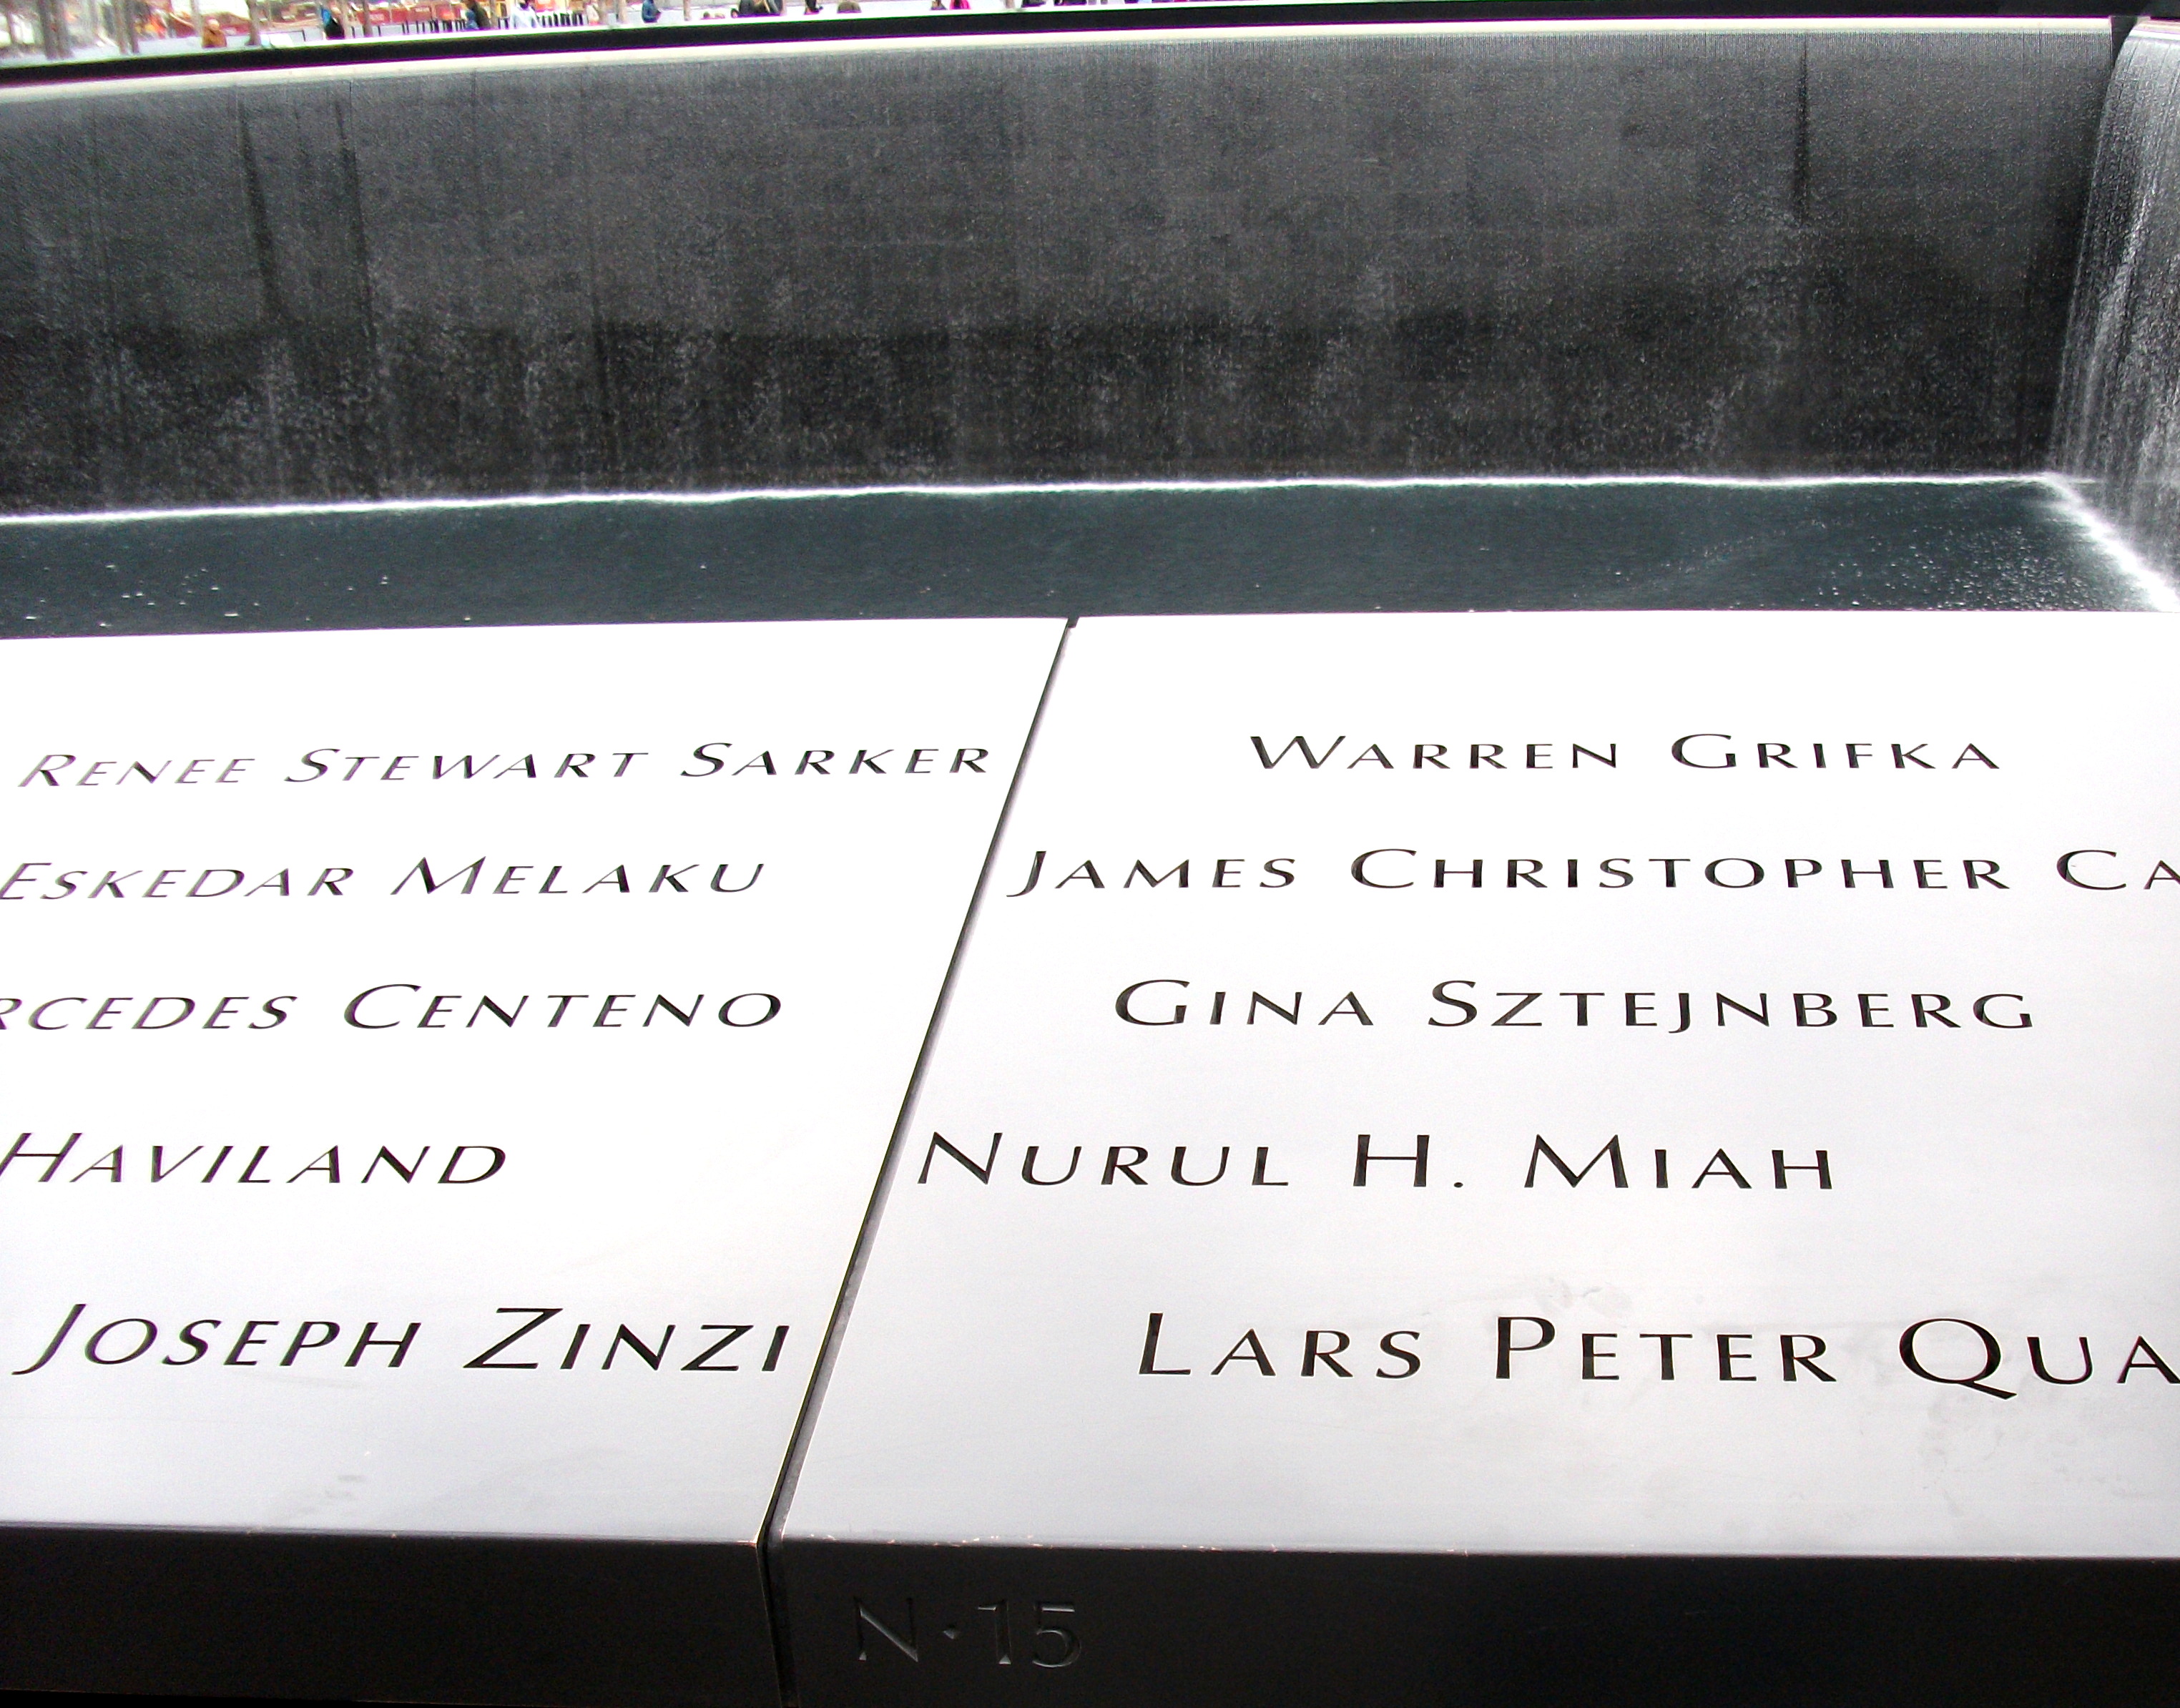 RENEE STEWART SARKER
ESKEDAR MELAKU
RCEDES CENTENO
HAVILAND
JOSEPH ZINZI
WARREN GRIFKA
JAMES CHRISTOPHER CA
GINA SZTEJNBERG
NURUL H. MIAH
LARS PETER QUA
N·15